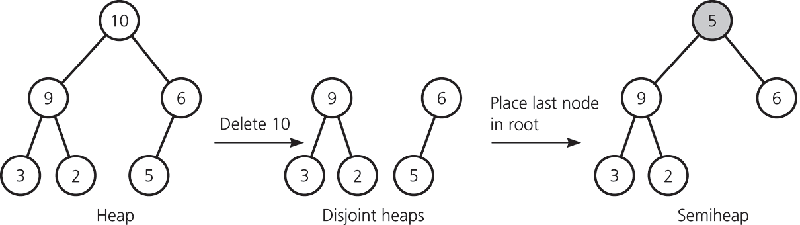 10
9 6
3 2 5
Heap
Delete 10
9 6
3 2 5
Disjoint heaps
Place last node
in root
5
9 6
3 2
Semiheap